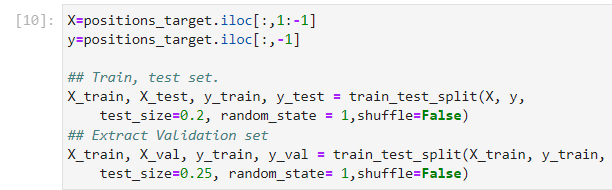 [10]: X=positions_target.iloc[:,1:-1]
y=positions_target.iloc[:,-1]
## Train, test set.
X_train, X_test, y_train, y_test = train_test_split(X, y,
test_size=0.2, random_state = 1,shuffle=False)
## Extract Validation set
X_train, X_val, y_train, y_val = train_test_split(X_train, y_train,
test_size=0.25, random_state= 1,shuffle=False)